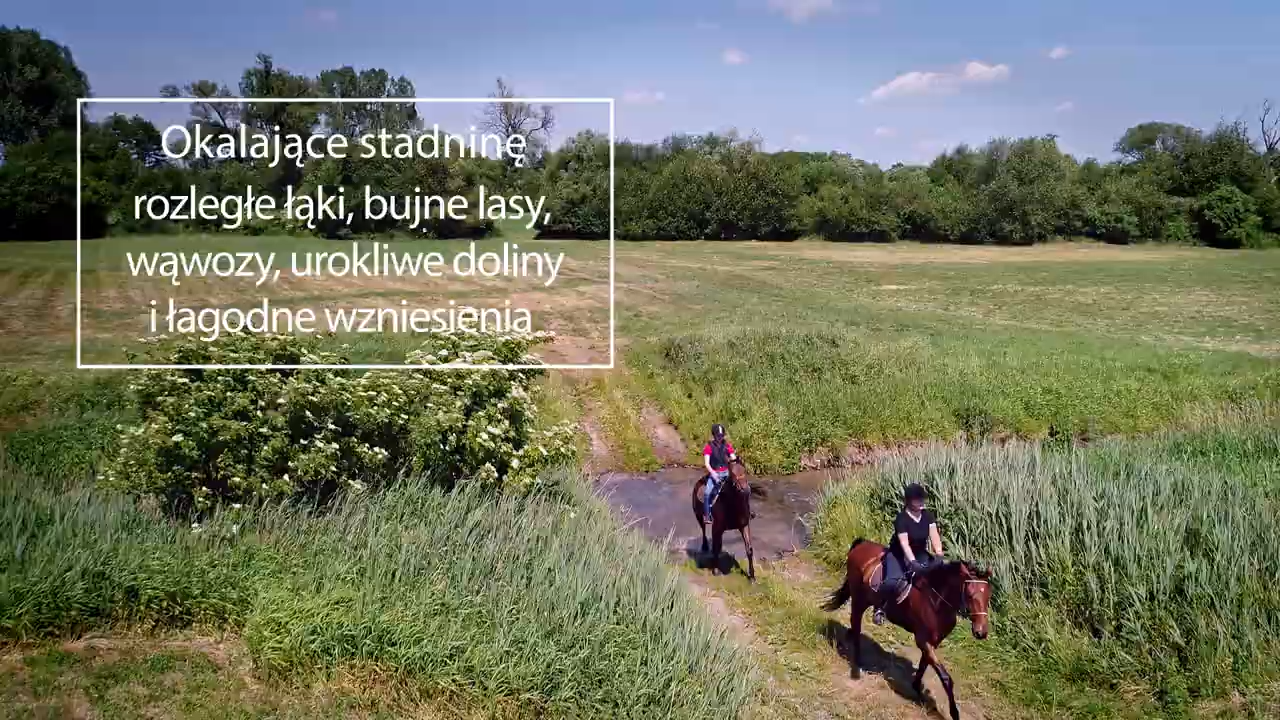 Okalające stadninę
rozległe łąki, bujne lasy,
wąwozy, urokliwe doliny
i łagodne wzniesienia